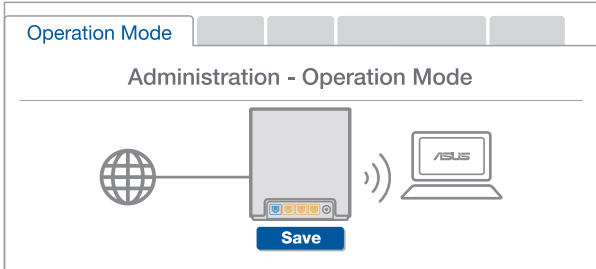 Operation Mode
Administration - Operation Mode
ASUS
Save